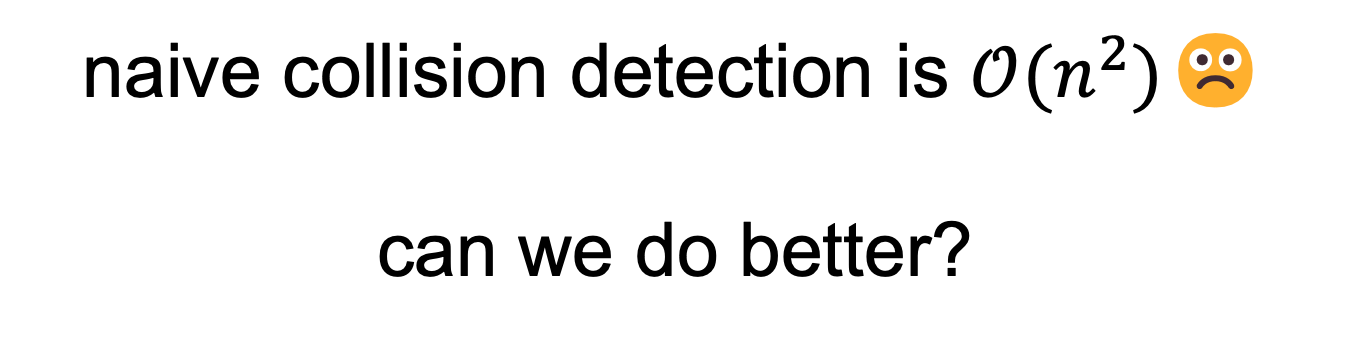 naive collision detection is 𝒪(𝑛²) ☹️
can we do better?